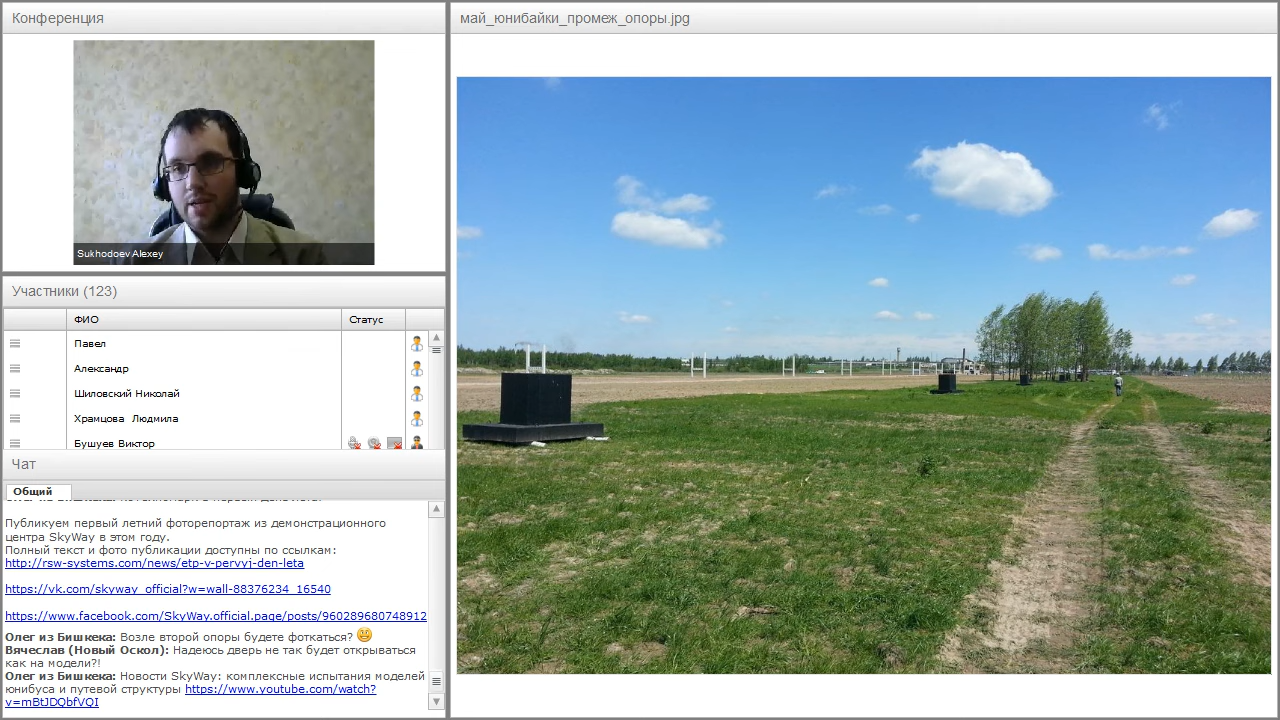 Конференция
Sukhodoev Alexey
Участники (123)
ФИО
Статус
Павел
Александр
Шиловский Николай
Храмцова Людмила
Бушуев Виктор
Чат
Общий
Публикуем первый летний фоторепортаж из демонстрационного
центра SkyWay в этом году.
Полный текст и фото публикации доступны по ссылкам:
http://rsw-systems.com/news/etp-v-pervyj-den-leta
https://vk.com/skyway_official?w=wall-88376234_16540
https://www.facebook.com/SkyWay.official.page/posts/960289680748912
Олег из Бишкека: Возле второй опоры будете фоткаться?
Вячеслав (Новый Оскол): Надеюсь дверь не так будет открываться
как на модели?!
Олег из Бишкека: Новости SkyWay: комплексные испытания моделей
юнибуса и путевой структуры https://www.youtube.com/watch?
v=mBtJDQbfVQI
май_юнибайки_промеж_опоры.jpg